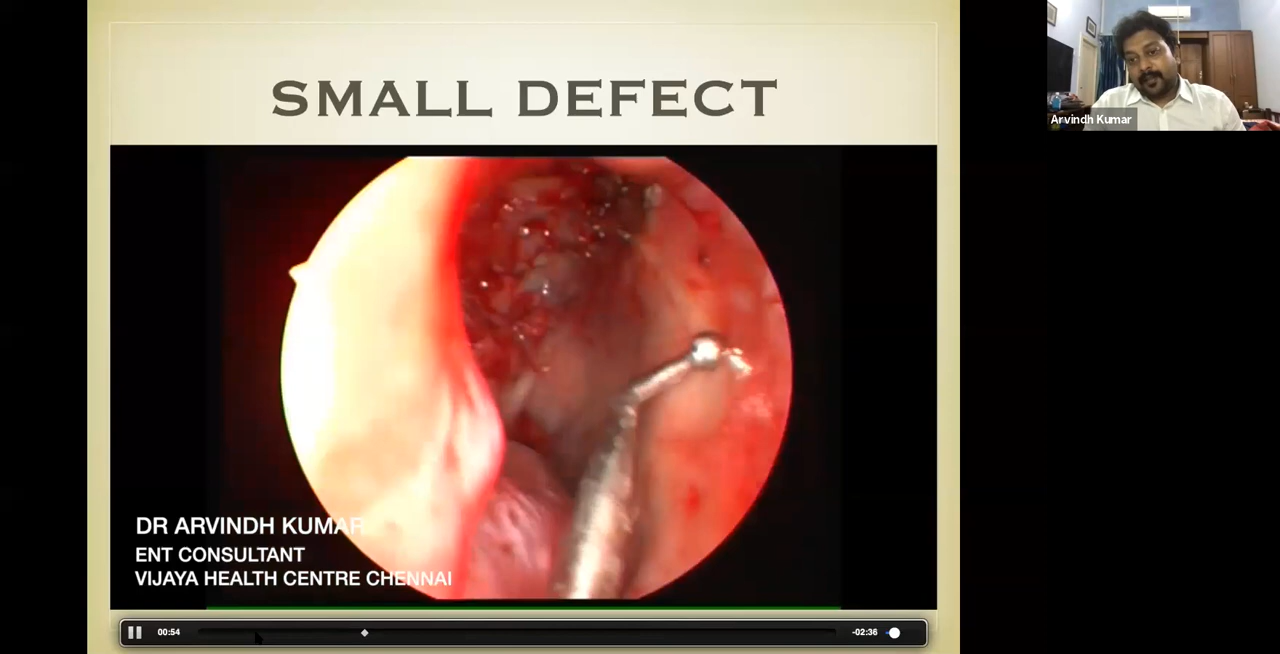 SMALL DEFECT
Arvindh Kumar
DR ARVINDH KUMAR
ENT CONSULTANT
VIJAYA HEALTH CENTRE CHENNAI
00:54
-02:36